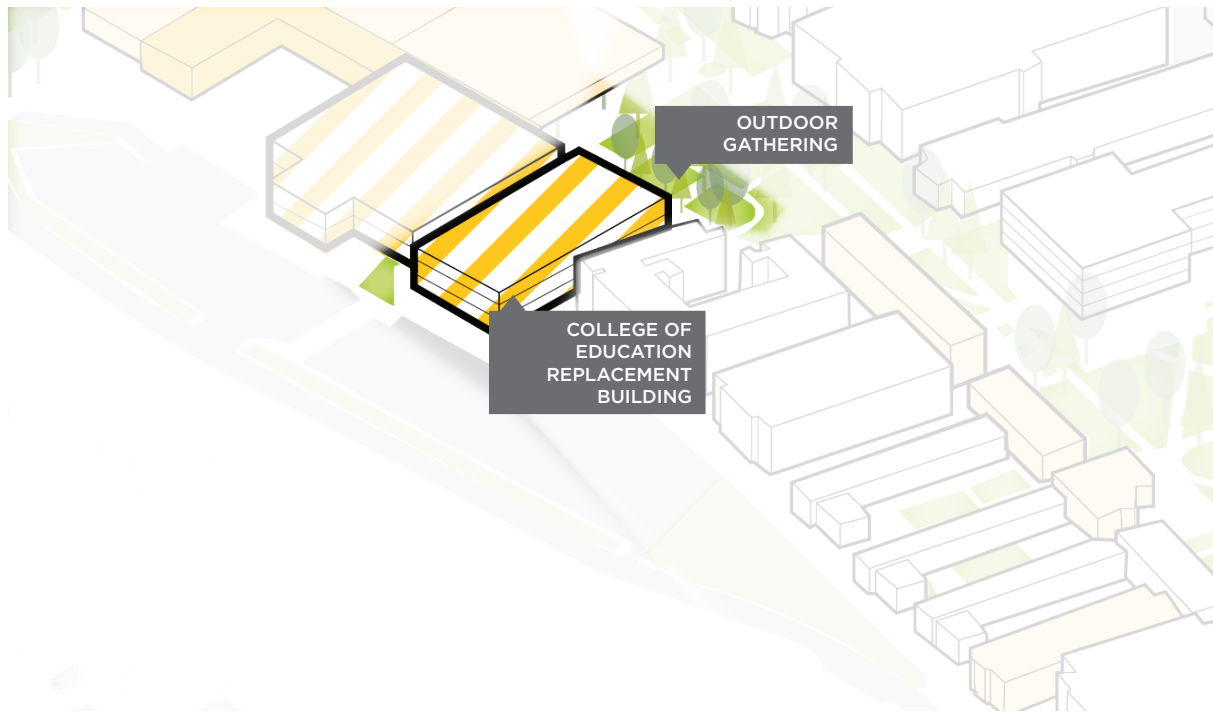 OUTDOOR
GATHERING
COLLEGE OF
EDUCATION
REPLACEMENT
BUILDING